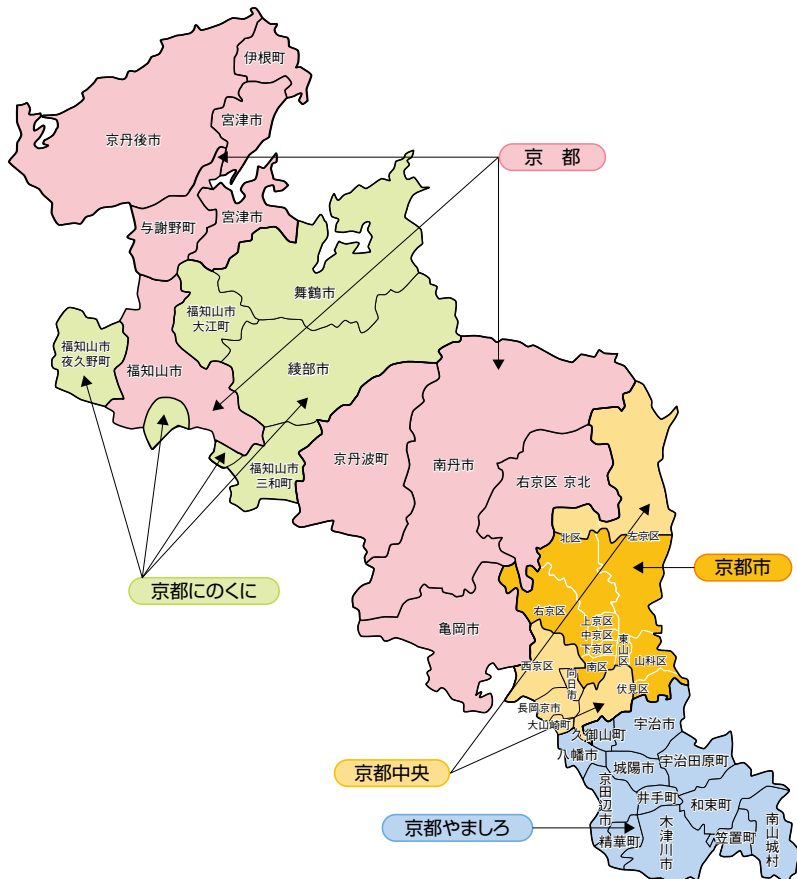 伊根町
宮津市
京丹後市
京　都
与謝野町
宮津市
舞鶴市
福知山市
大江町
福知山市
夜久野町
福知山市
綾部市
京丹波町
南丹市
福知山市
三和町
右京区 京北
北区
左京区
京都市
京都にのくに
右京区
上京区
中京区
下京区
東山区
亀岡市
西京区
向日市
南区
山科区
伏見区
長岡京市
大山崎町
久御山町
宇治市
八幡市
城陽市
宇治田原町
京都中央
京田辺市
井手町
和束町
京都やましろ
精華町
木津川市
笠置町
南山城村